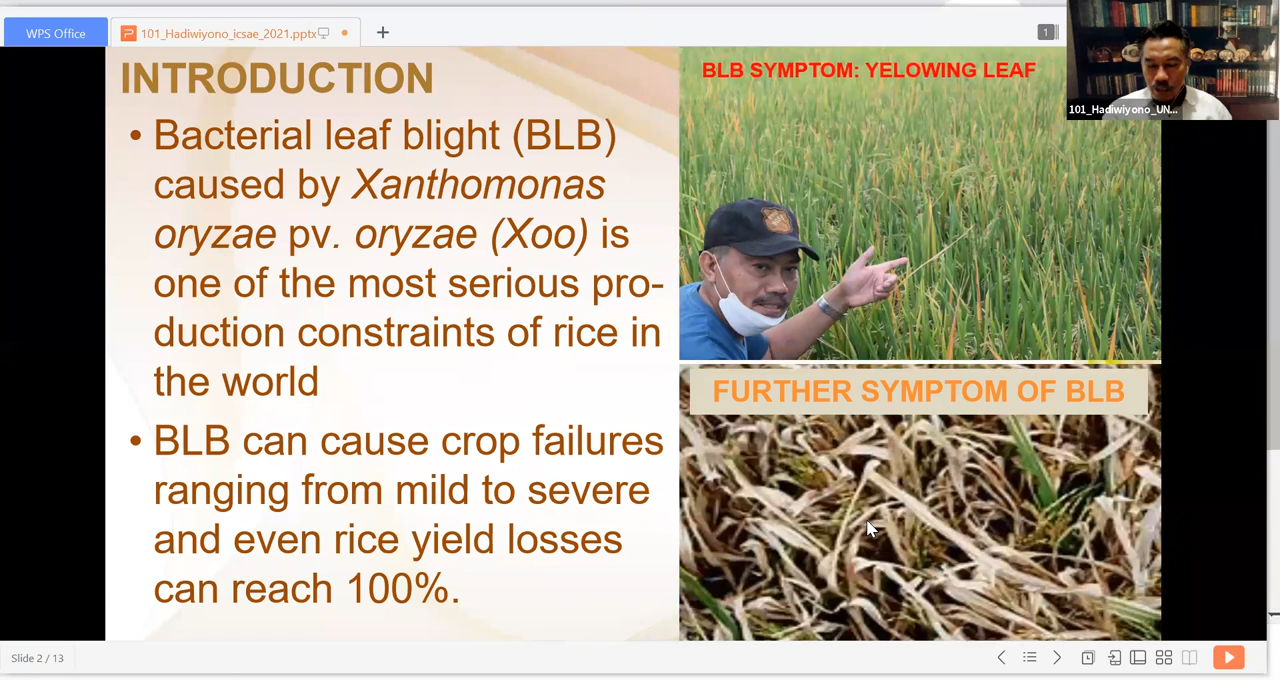 WPS Office
101_Hadiwiyono_icsae_2021.pptx
1
101_Hadiwiyono_UN...
INTRODUCTION
• Bacterial leaf blight (BLB)
caused by Xanthomonas
oryzae pv. oryzae (Xoo) is
one of the most serious pro-
duction constraints of rice in
the world
• BLB can cause crop failures
ranging from mild to severe
and even rice yield losses
can reach 100%.
BLB SYMPTOM: YELOWING LEAF
FURTHER SYMPTOM OF BLB
Slide 2 / 13